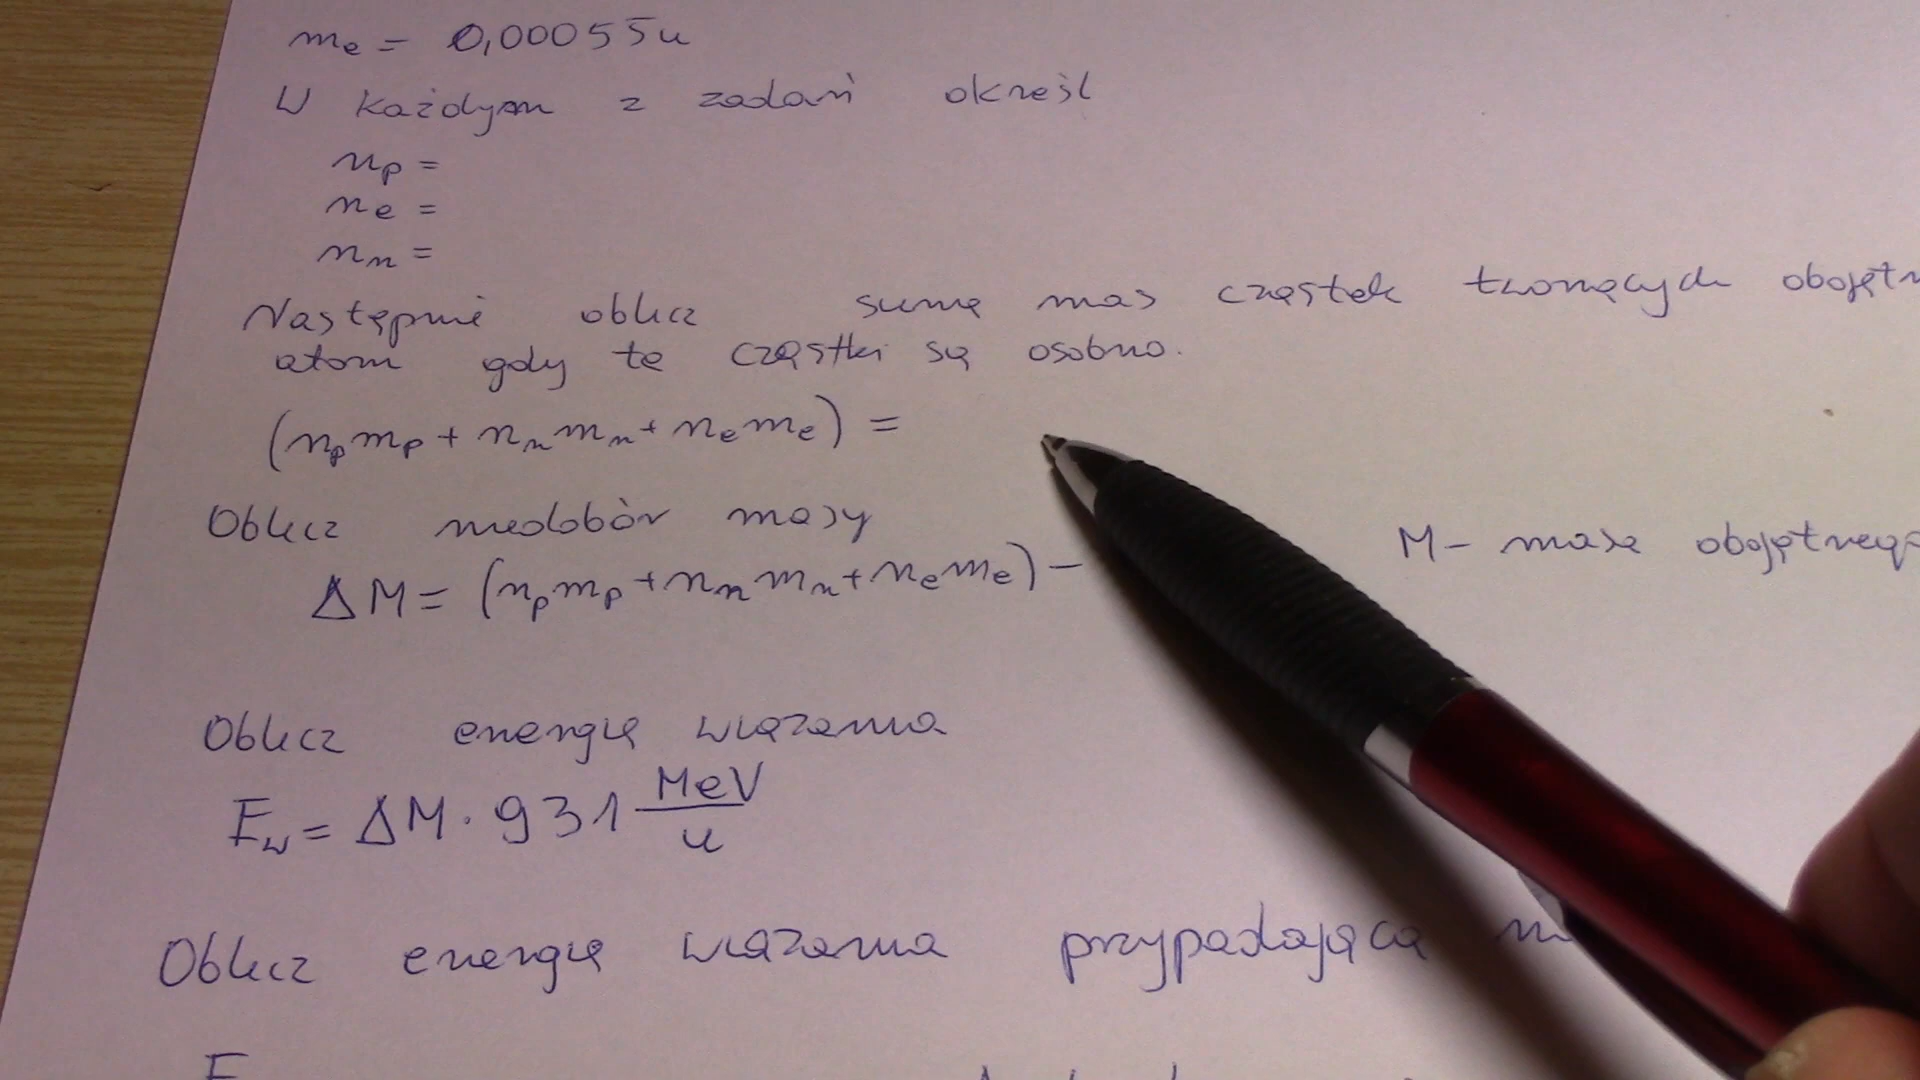 me = 0,00055u
W każdym z zadań określ
np =
ne =
nn =
Następnie oblicz sumę mas cząstek tworzących obojętn
atom gdy te cząstki są osobno.
(npmp + nnmn + neme) =
Oblicz niedobór masy
ΔM = (npmp + nnmn + neme) − M - masa obojętnego
Oblicz energię wiązania
Ew = ΔM · 931 MeV/u
Oblicz energię wiązania przypadającą
E